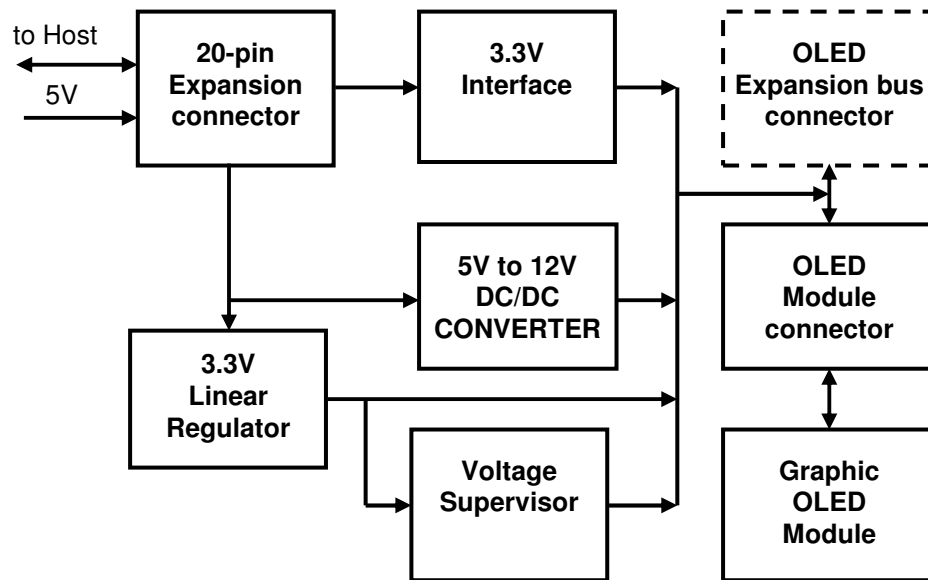 to Host
5V
20-pin
Expansion
connector
3.3V
Interface
OLED
Expansion bus
connector
5V to 12V
DC/DC
CONVERTER
OLED
Module
connector
3.3V
Linear
Regulator
Voltage
Supervisor
Graphic
OLED
Module